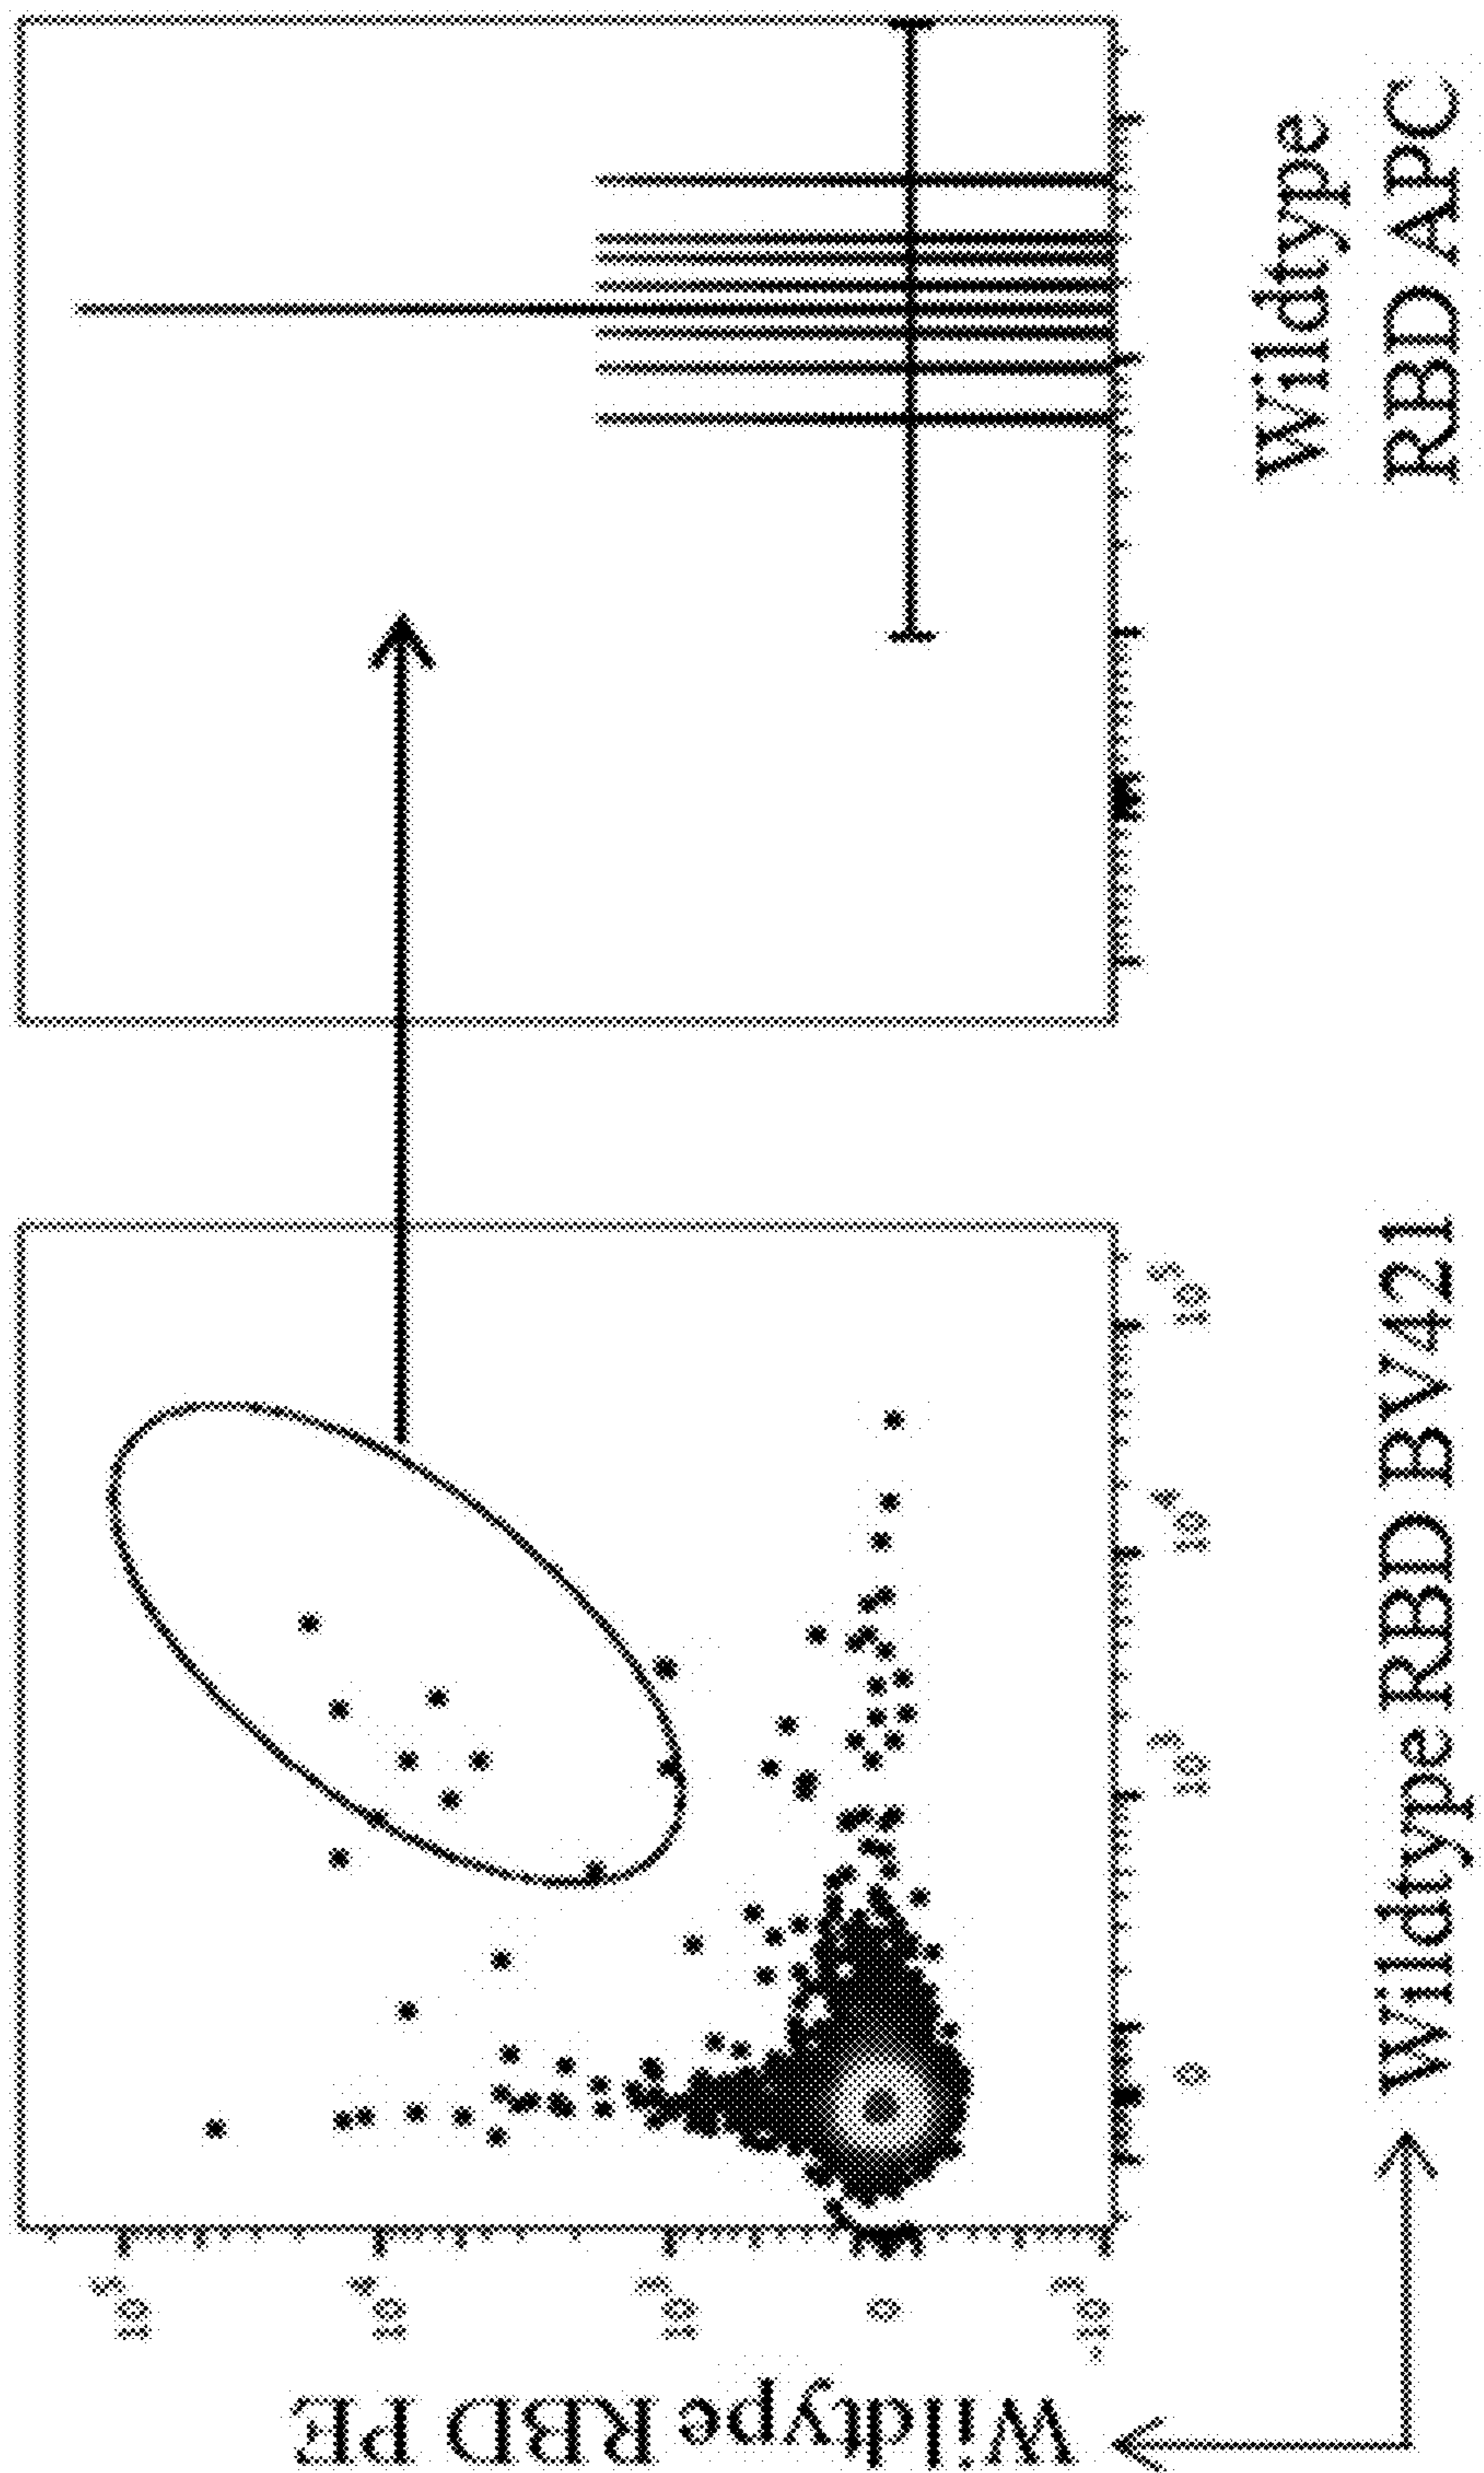 Wildtype RBD PE
10⁵
10⁴
10³
0
-10³
0
10³
10⁴
10⁵
Wildtype RBD BV421
Wildtype
RBD APC